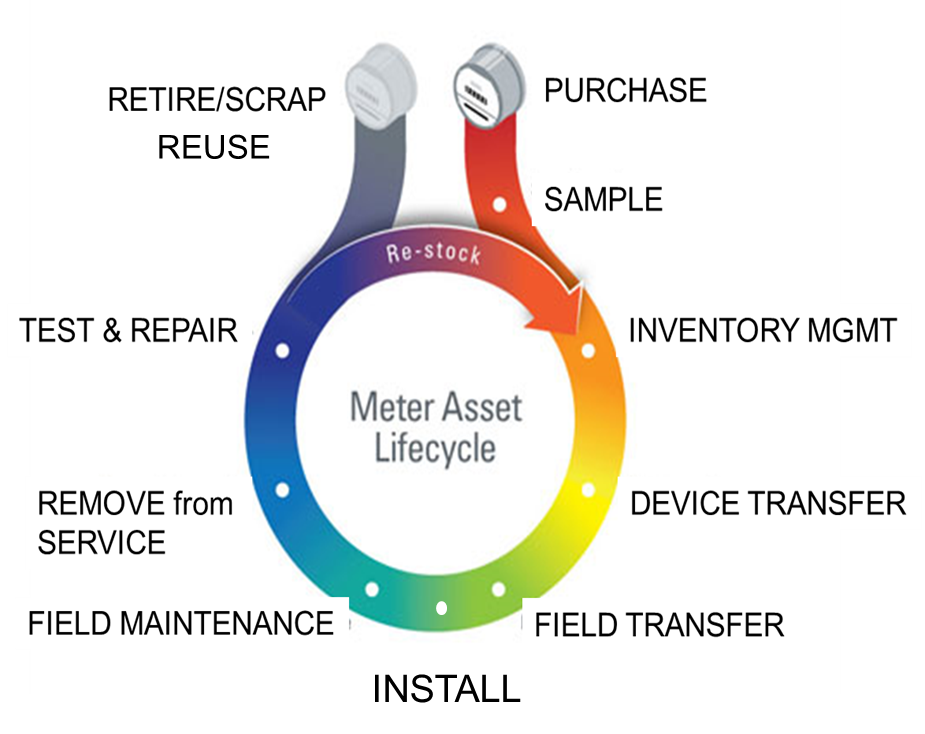 RETIRE/SCRAP
REUSE
PURCHASE
SAMPLE
Re-stock
TEST & REPAIR
INVENTORY MGMT
Meter Asset
Lifecycle
REMOVE from
SERVICE
DEVICE TRANSFER
FIELD MAINTENANCE
FIELD TRANSFER
INSTALL